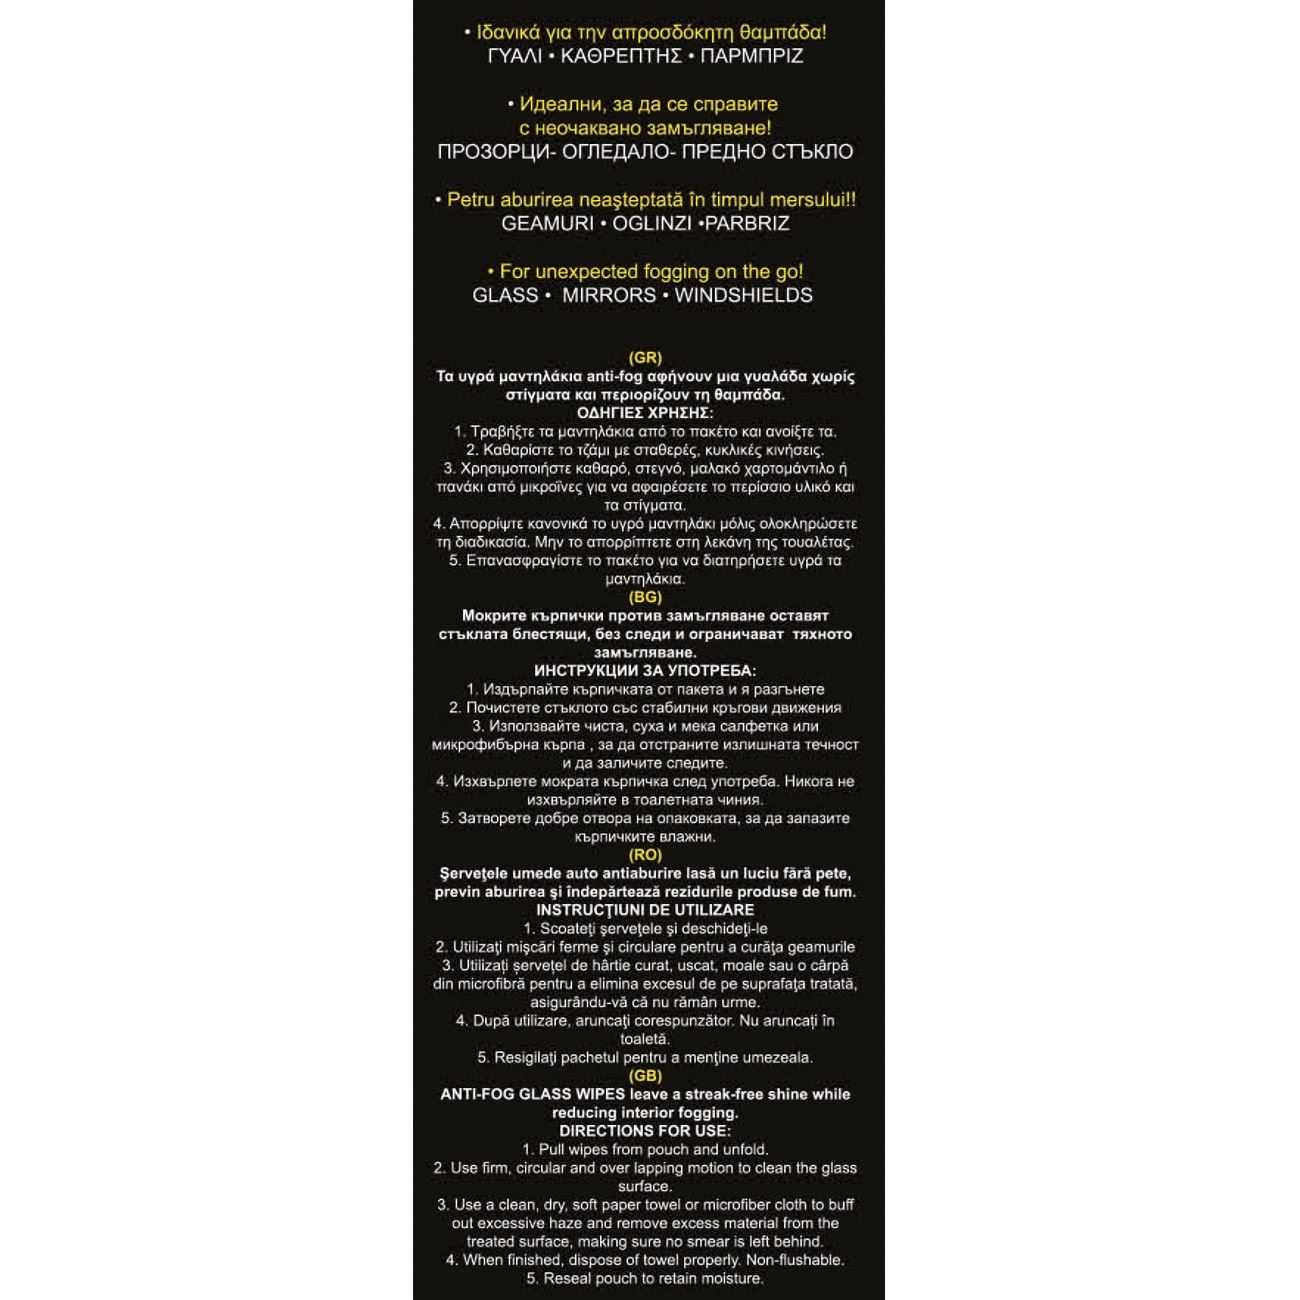 • Ιδανικά για την απροσδόκητη θαμπάδα!
ΓΥΑΛΙ • ΚΑΘΡΕΠΤΗΣ • ΠΑΡΜΠΡΙΖ
• Идеални, за да се справите
с неочаквано замъгляване!
ПРОЗОРЦИ- ОГЛЕДАЛО- ПРЕДНО СТЪКЛО
• Petru aburirea neaşteptată în timpul mersului!!
GEAMURI • OGLINZI •PARBRIZ
• For unexpected fogging on the go!
GLASS • MIRRORS • WINDSHIELDS
(GR)
Τα υγρά μαντηλάκια anti-fog αφήνουν μια γυαλάδα χωρίς
στίγματα και περιορίζουν τη θαμπάδα.
ΟΔΗΓΙΕΣ ΧΡΗΣΗΣ:
1. Τραβήξτε τα μαντηλάκια από το πακέτο και ανοίξτε τα.
2. Καθαρίστε το τζάμι με σταθερές, κυκλικές κινήσεις.
3. Χρησιμοποιήστε καθαρό, στεγνό, μαλακό χαρτομάντιλο ή
πανάκι από μικροΐνες για να αφαιρέσετε το περίσσιο υλικό και
τα στίγματα.
4. Απορρίψτε κανονικά το υγρό μαντηλάκι μόλις ολοκληρώσετε
τη διαδικασία. Μην το απορρίπτετε στη λεκάνη της τουαλέτας.
5. Επανασφραγίστε το πακέτο για να διατηρήσετε υγρά τα
μαντηλάκια.
(BG)
Мокрите кърпички против замъгляване оставят
стъклата блестящи, без следи и ограничават тяхното
замъгляване.
ИНСТРУКЦИИ ЗА УПОТРЕБА:
1. Издърпайте кърпичката от пакета и я разгънете
2. Почистете стъклото със стабилни кръгови движения
3. Използвайте чиста, суха и мека салфетка или
микрофибърна кърпа , за да отстраните излишната течност
и да заличите следите.
4. Изхвърлете мократа кърпичка след употреба. Никога не
изхвърляйте в тоалетната чиния.
5. Затворете добре отвора на опаковката, за да запазите
кърпичките влажни.
(RO)
Şerveţele umede auto antiaburire lasă un luciu fără pete,
previn aburirea şi îndepărtează rezidurile produse de fum.
INSTRUCŢIUNI DE UTILIZARE
1. Scoateţi şerveţele şi deschideţi-le
2. Utilizaţi mişcări ferme şi circulare pentru a curăţa geamurile
3. Utilizați șervețel de hârtie curat, uscat, moale sau o cârpă
din microfibră pentru a elimina excesul de pe suprafaţa tratată,
asigurându-vă că nu rămân urme.
4. După utilizare, aruncaţi corespunzător. Nu aruncați în
toaletă.
5. Resigilaţi pachetul pentru a menţine umezeala.
(GB)
ANTI-FOG GLASS WIPES leave a streak-free shine while
reducing interior fogging.
DIRECTIONS FOR USE:
1. Pull wipes from pouch and unfold.
2. Use firm, circular and over lapping motion to clean the glass
surface.
3. Use a clean, dry, soft paper towel or microfiber cloth to buff
out excessive haze and remove excess material from the
treated surface, making sure no smear is left behind.
4. When finished, dispose of towel properly. Non-flushable.
5. Reseal pouch to retain moisture.